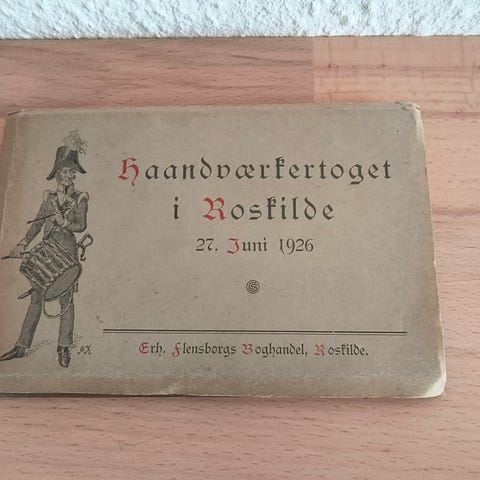 Haandværkertoget
i Roskilde
27. Juni 1926
Erh. Flensborgs Boghandel, Roskilde.